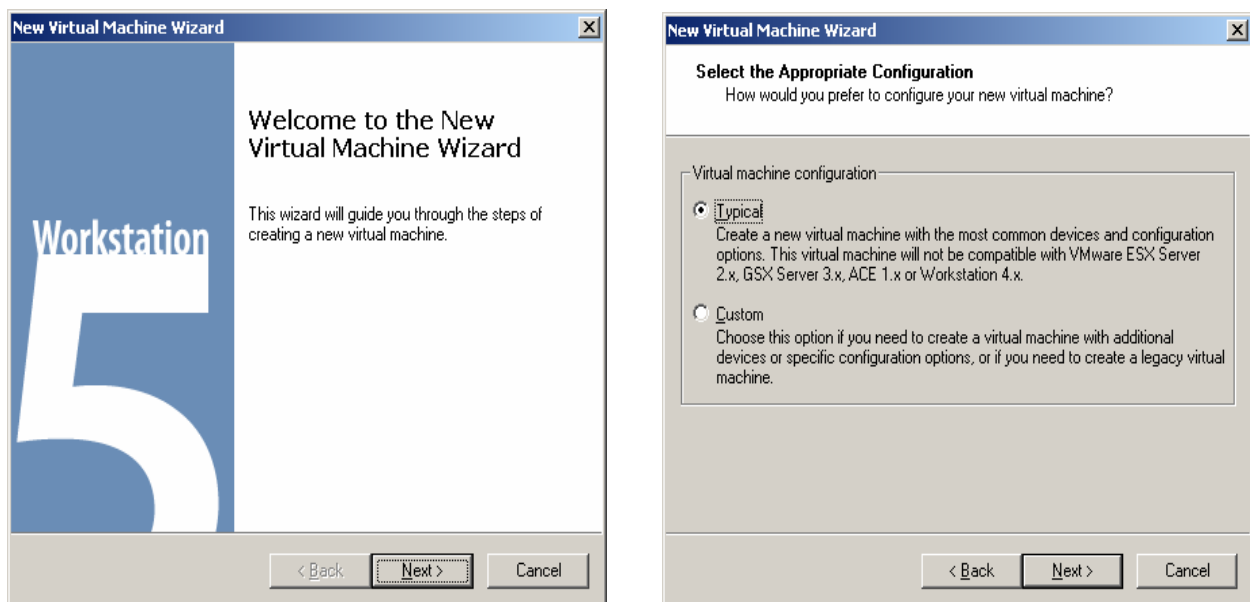 New Virtual Machine Wizard
Welcome to the New
Virtual Machine Wizard
This wizard will guide you through the steps of
creating a new virtual machine.
Workstation
5
< Back
Next >
Cancel
New Virtual Machine Wizard
Select the Appropriate Configuration
How would you prefer to configure your new virtual machine?
Virtual machine configuration
Typical
Create a new virtual machine with the most common devices and configuration
options. This virtual machine will not be compatible with VMware ESX Server
2.x, GSX Server 3.x, ACE 1.x or Workstation 4.x.
Custom
Choose this option if you need to create a virtual machine with additional
devices or specific configuration options, or if you need to create a legacy virtual
machine.
< Back
Next >
Cancel